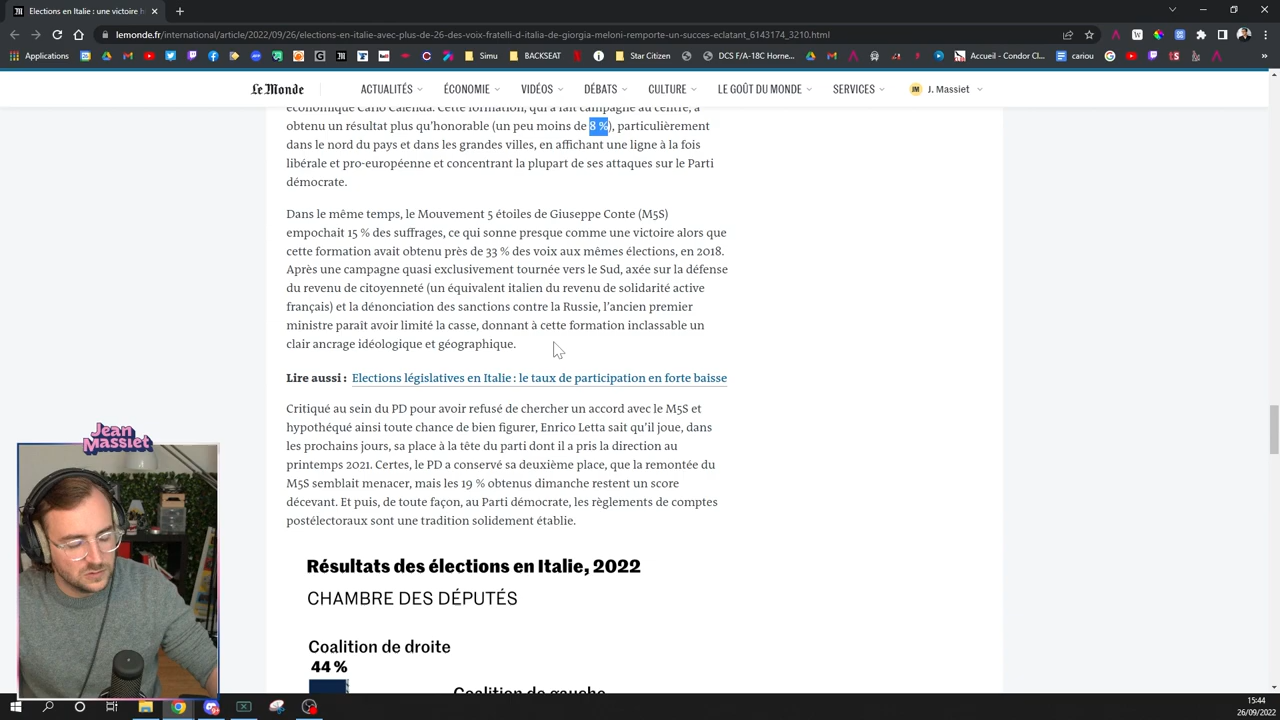 Elections en Italie : une victoire h
lemonde.fr/international/article/2022/09/26/elections-en-italie-avec-plus-de-26-des-voix-fratelli-d-italia-de-giorgia-meloni-remporte-un-succes-eclatant_6143174_3210.html
Applications
Simu
BACKSEAT
Star Citizen
DCS F/A-18C Horne...
Accueil - Condor Cl...
cariou
Photos
Le Monde
ACTUALITÉS
ÉCONOMIE
VIDÉOS
DÉBATS
CULTURE
LE GOÛT DU MONDE
SERVICES
JM
J. Massiet
économique Carlo Calenda. Cette formation, qui a fait campagne au centre, a
obtenu un résultat plus qu’honorable (un peu moins de 8 %), particulièrement
dans le nord du pays et dans les grandes villes, en affichant une ligne à la fois
libérale et pro-européenne et concentrant la plupart de ses attaques sur le Parti
démocrate.
Dans le même temps, le Mouvement 5 étoiles de Giuseppe Conte (M5S)
empochait 15 % des suffrages, ce qui sonne presque comme une victoire alors que
cette formation avait obtenu près de 33 % des voix aux mêmes élections, en 2018.
Après une campagne quasi exclusivement tournée vers le Sud, axée sur la défense
du revenu de citoyenneté (un équivalent italien du revenu de solidarité active
français) et la dénonciation des sanctions contre la Russie, l’ancien premier
ministre paraît avoir limité la casse, donnant à cette formation inclassable un
clair ancrage idéologique et géographique.
Lire aussi : Elections législatives en Italie : le taux de participation en forte baisse
Critiqué au sein du PD pour avoir refusé de chercher un accord avec le M5S et
hypothéqué ainsi toute chance de bien figurer, Enrico Letta sait qu’il joue, dans
les prochains jours, sa place à la tête du parti dont il a pris la direction au
printemps 2021. Certes, le PD a conservé sa deuxième place, que la remontée du
M5S semblait menacer, mais les 19 % obtenus dimanche restent un score
décevant. Et puis, de toute façon, au Parti démocrate, les règlements de comptes
postélectoraux sont une tradition solidement établie.
Résultats des élections en Italie, 2022
CHAMBRE DES DÉPUTÉS
Coalition de droite
44 %
Coalition de gauche
Jean
Massiet
15:44
26/09/2022